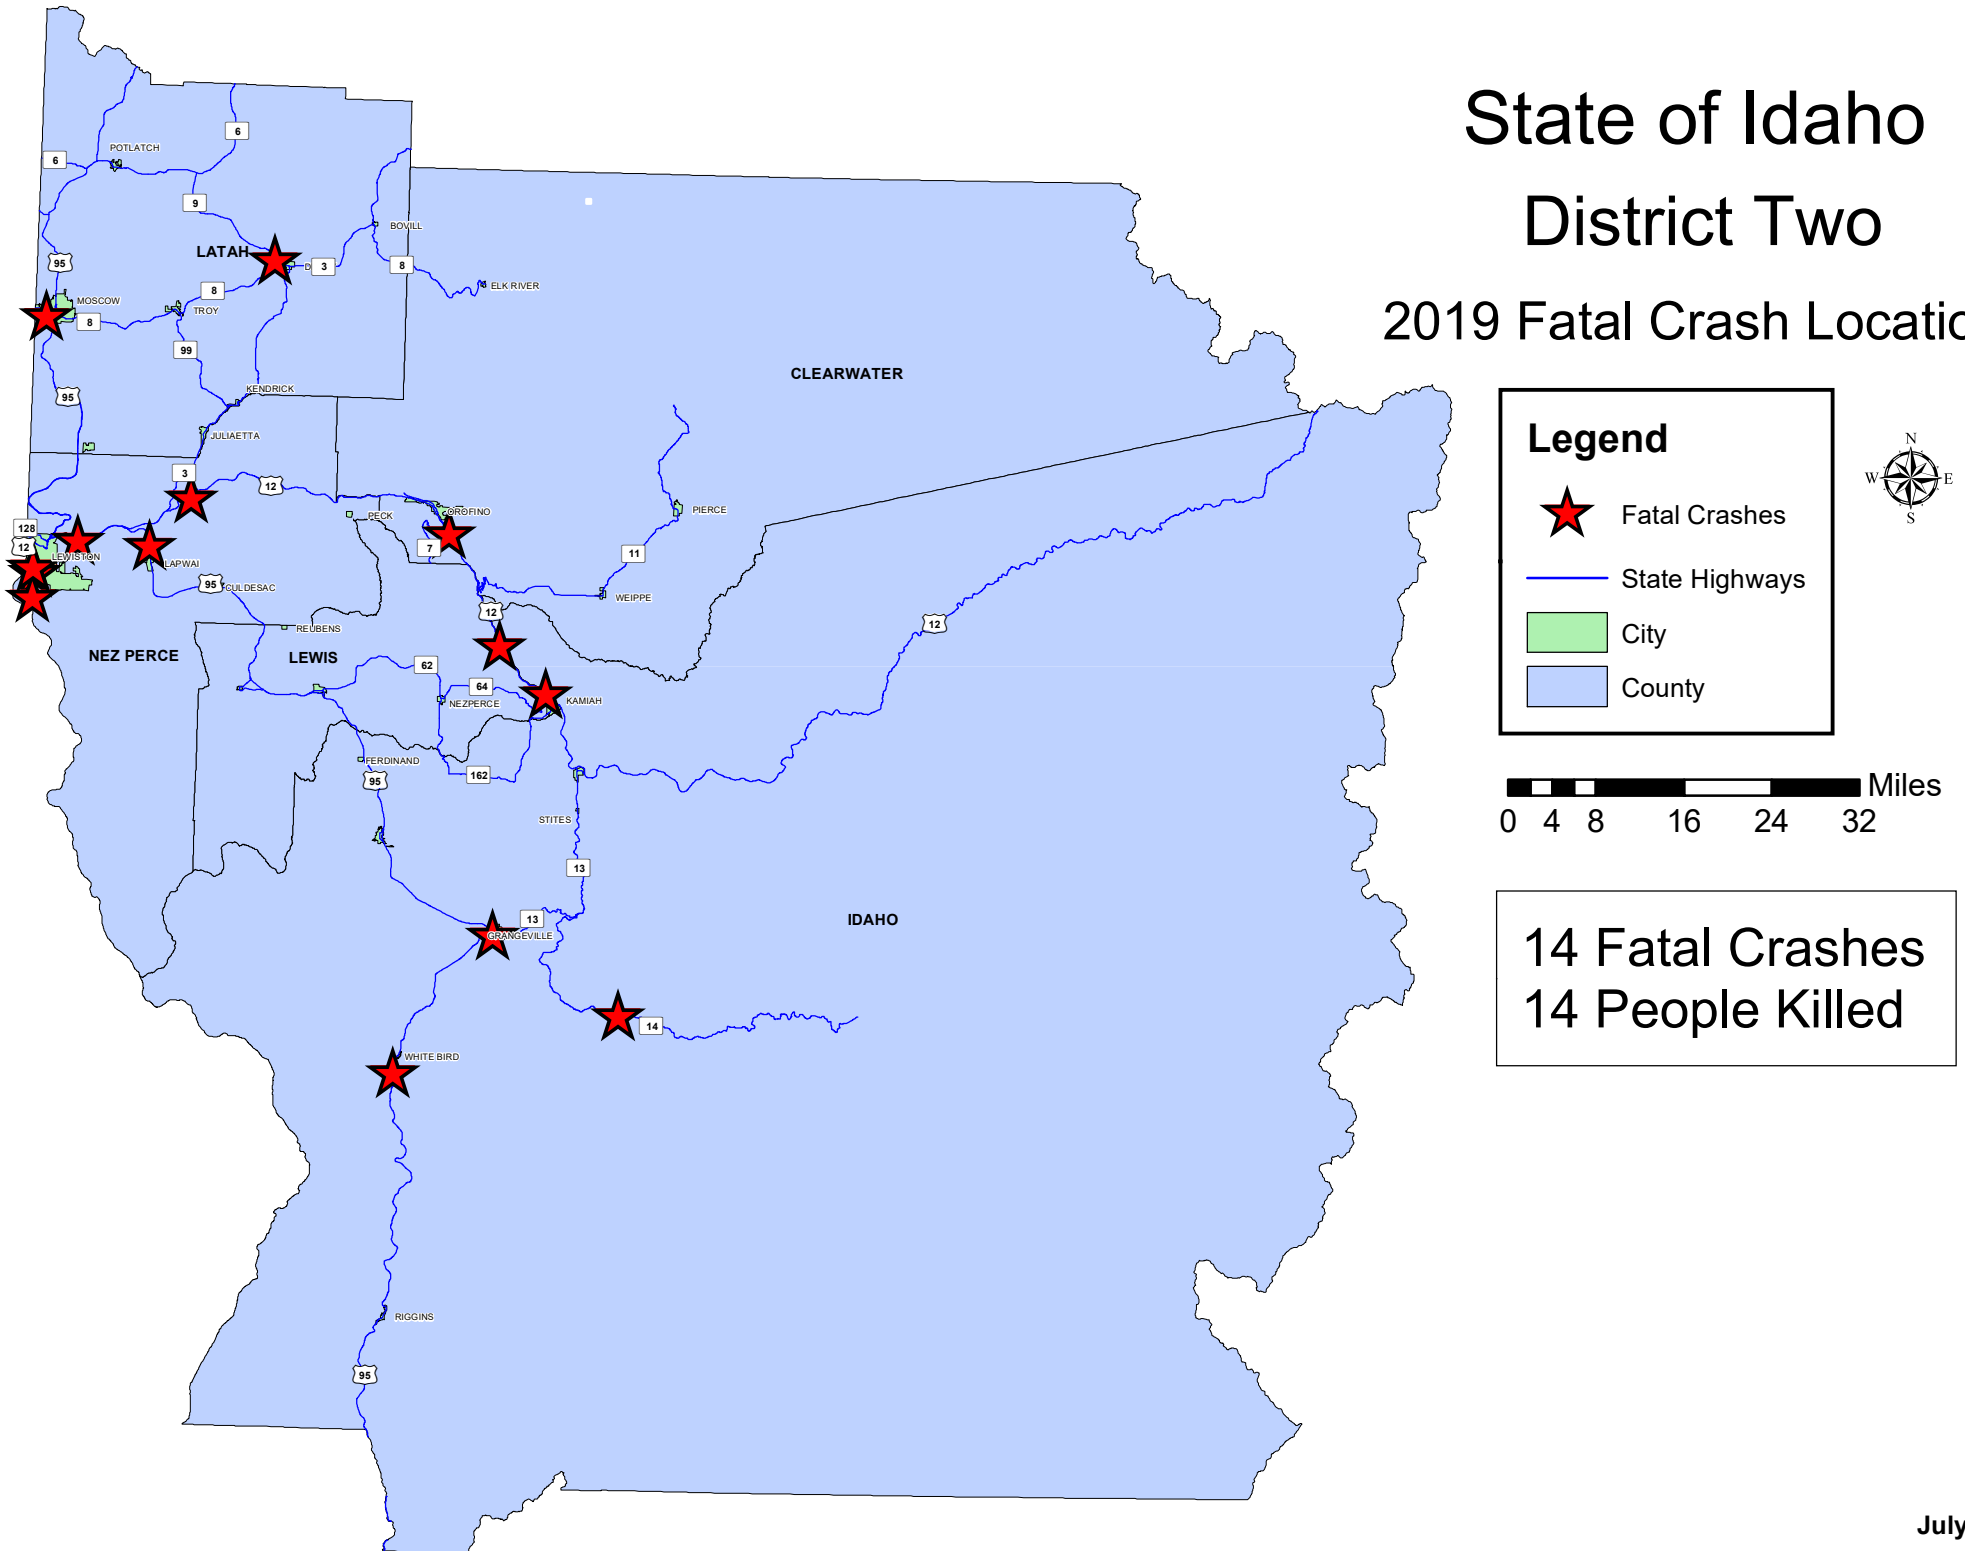 State of Idaho
District Two
2019 Fatal Crash Locatio
Legend
Fatal Crashes
State Highways
City
County
N
W
E
S
Miles
0 4 8 16 24 32
14 Fatal Crashes
14 People Killed
July
POTLATCH
6
6
9
BOVILL
LATAH
95
D
3
8
ELK RIVER
8
MOSCOW
TROY
8
99
CLEARWATER
95
KENDRICK
JULIAETTA
3
12
PECK
OROFINO
PIERCE
128
12
7
11
LEWISTON
LAPWAI
95
CULDESAC
WEIPPE
12
12
REUBENS
NEZ PERCE
LEWIS
62
64
NEZPERCE
KAMIAH
FERDINAND
95
162
STITES
13
13
GRANGEVILLE
IDAHO
14
WHITE BIRD
RIGGINS
95